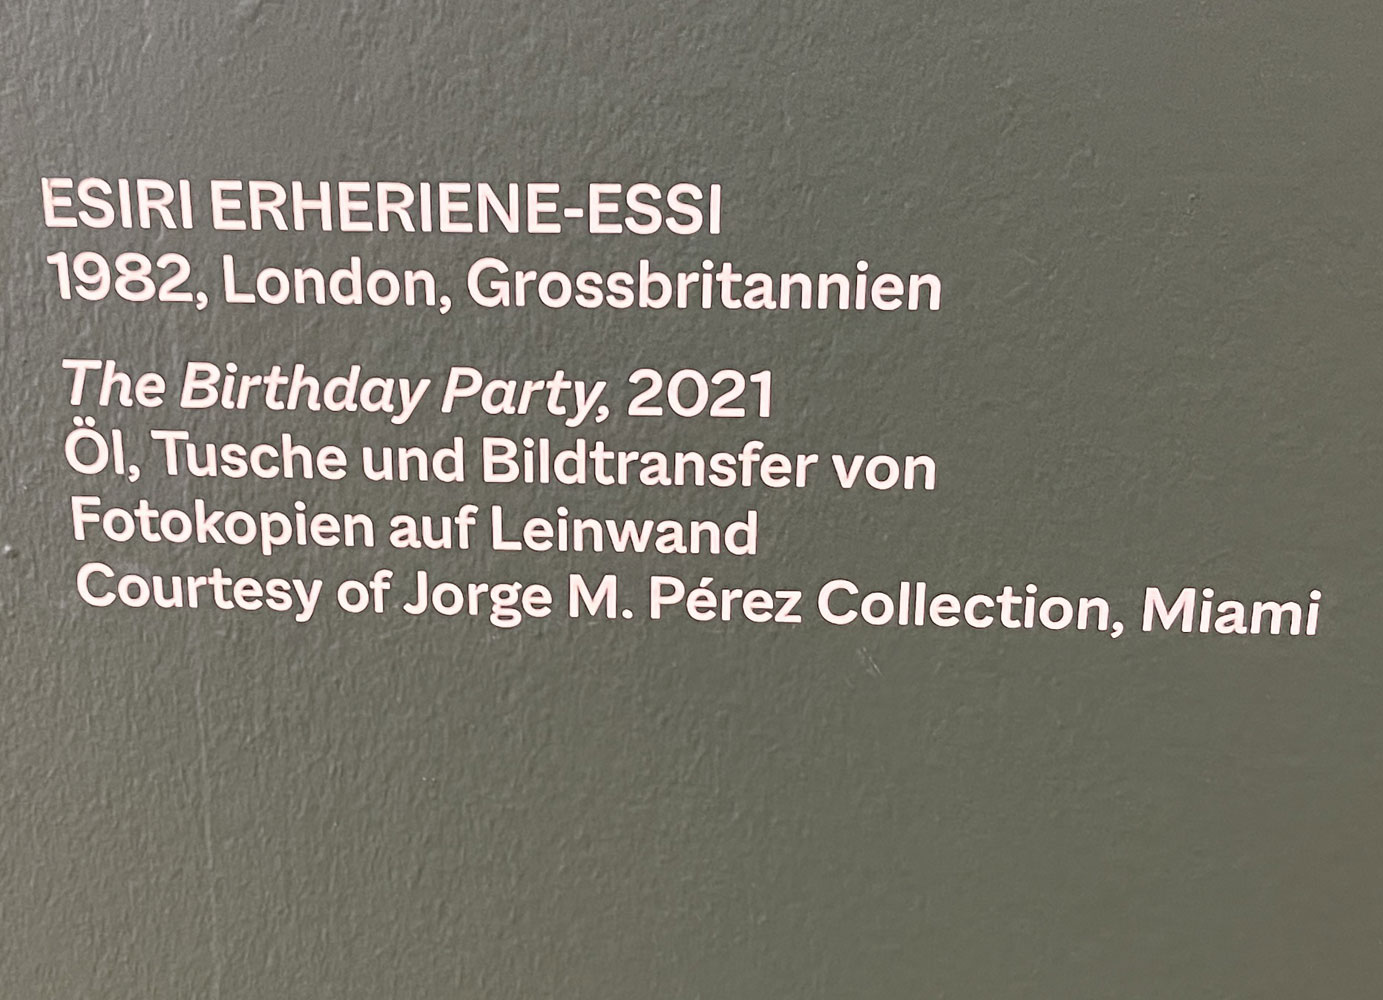 ESIRI ERHERIENE-ESSI
1982, London, Grossbritannien
The Birthday Party, 2021
Öl, Tusche und Bildtransfer von
Fotokopien auf Leinwand
Courtesy of Jorge M. Pérez Collection, Miami